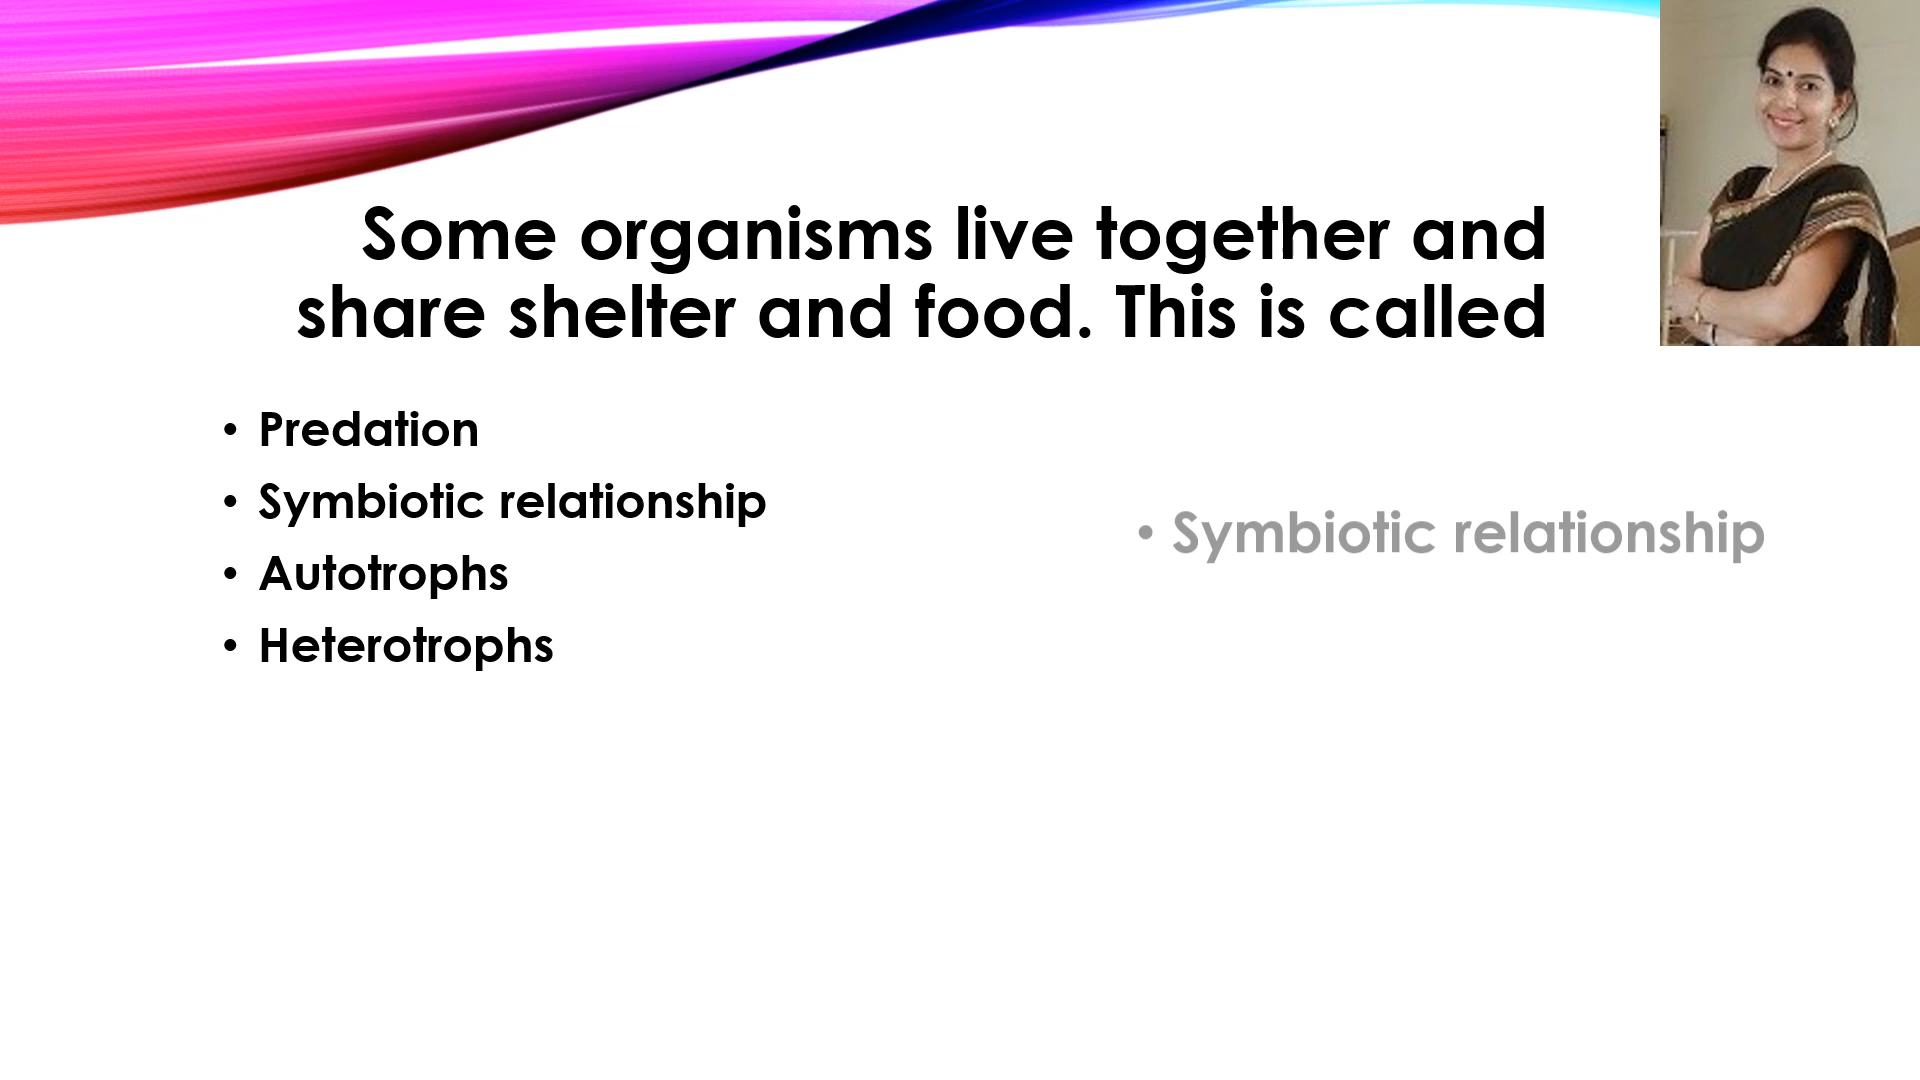 Some organisms live together and
share shelter and food. This is called
• Predation
• Symbiotic relationship
• Autotrophs
• Heterotrophs
• Symbiotic relationship